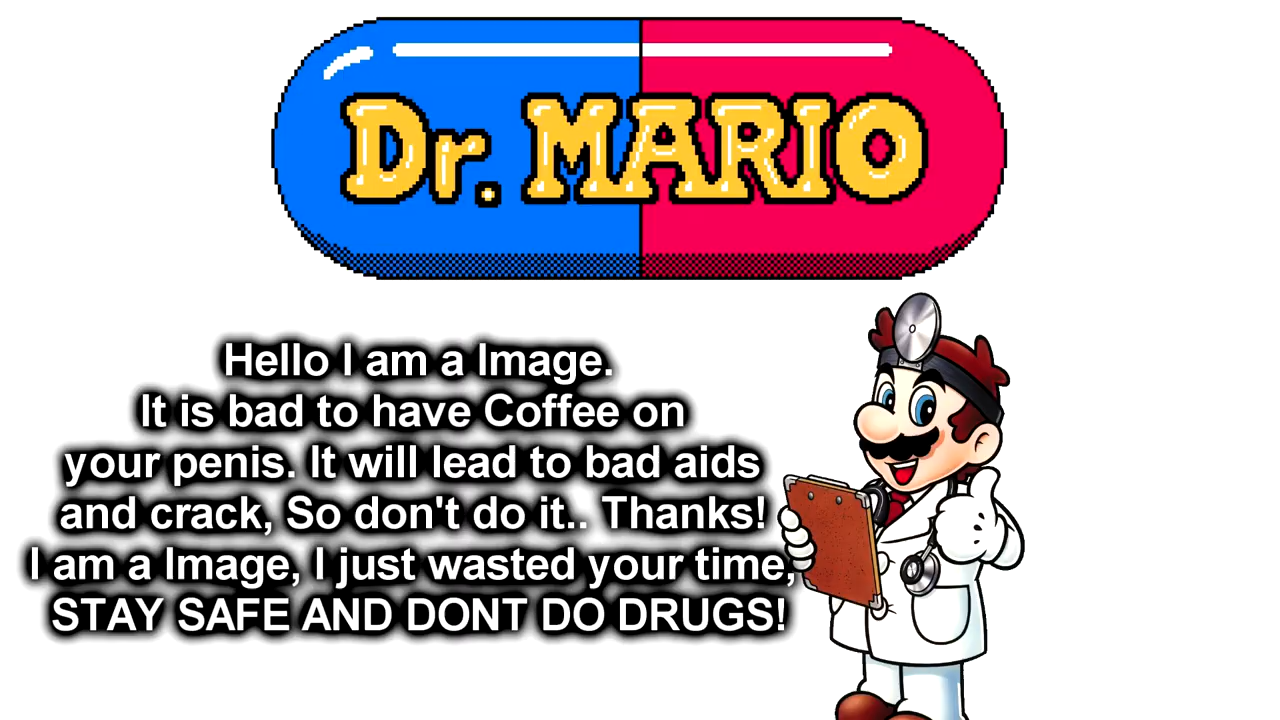 Dr. MARIO
Hello I am a Image.
It is bad to have Coffee on
your penis. It will lead to bad aids
and crack, So don't do it.. Thanks!
I am a Image, I just wasted your time,
STAY SAFE AND DONT DO DRUGS!